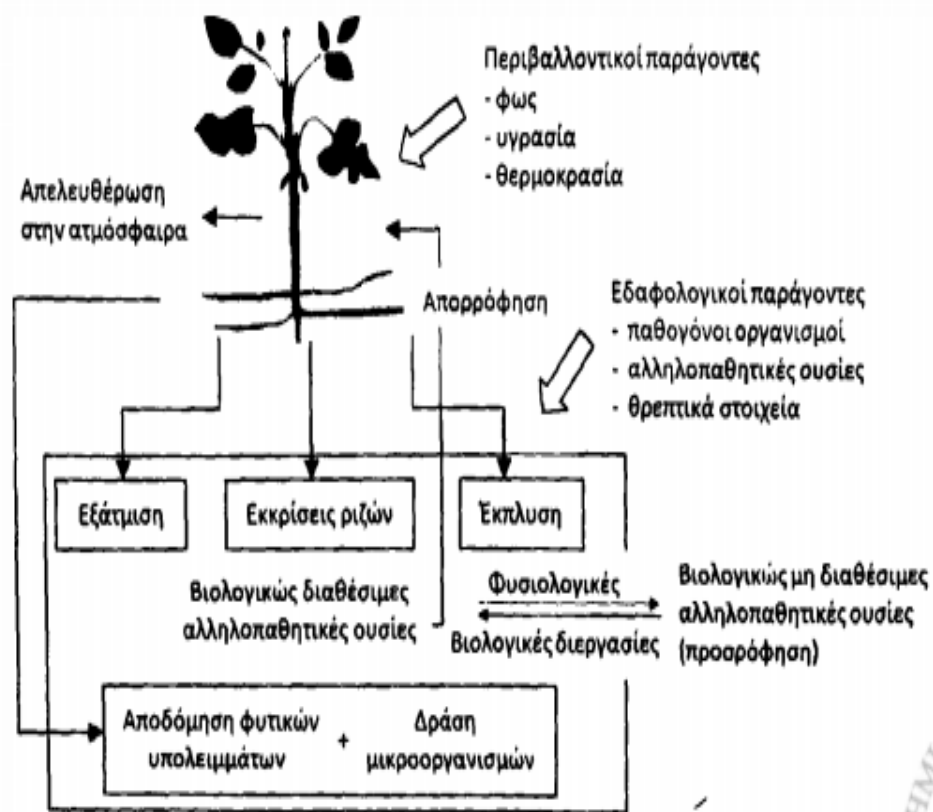 Περιβαλλοντικοί παράγοντες
- φως
- υγρασία
- θερμοκρασία
Απελευθέρωση
στην ατμόσφαιρα
Απορρόφηση
Εδαφολογικοί παράγοντες
- παθογόνοι οργανισμοί
- αλληλοπαθητικές ουσίες
- θρεπτικά στοιχεία
Εξάτμιση
Εκκρίσεις ριζών
Έκπλυση
Βιολογικώς διαθέσιμες
αλληλοπαθητικές ουσίες
Φυσιολογικές
Βιολογικές διεργασίες
Βιολογικώς μη διαθέσιμες
αλληλοπαθητικές ουσίες
(προσρόφηση)
Αποδόμηση φυτικών
υπολειμμάτων
+
Δράση
μικροοργανισμών